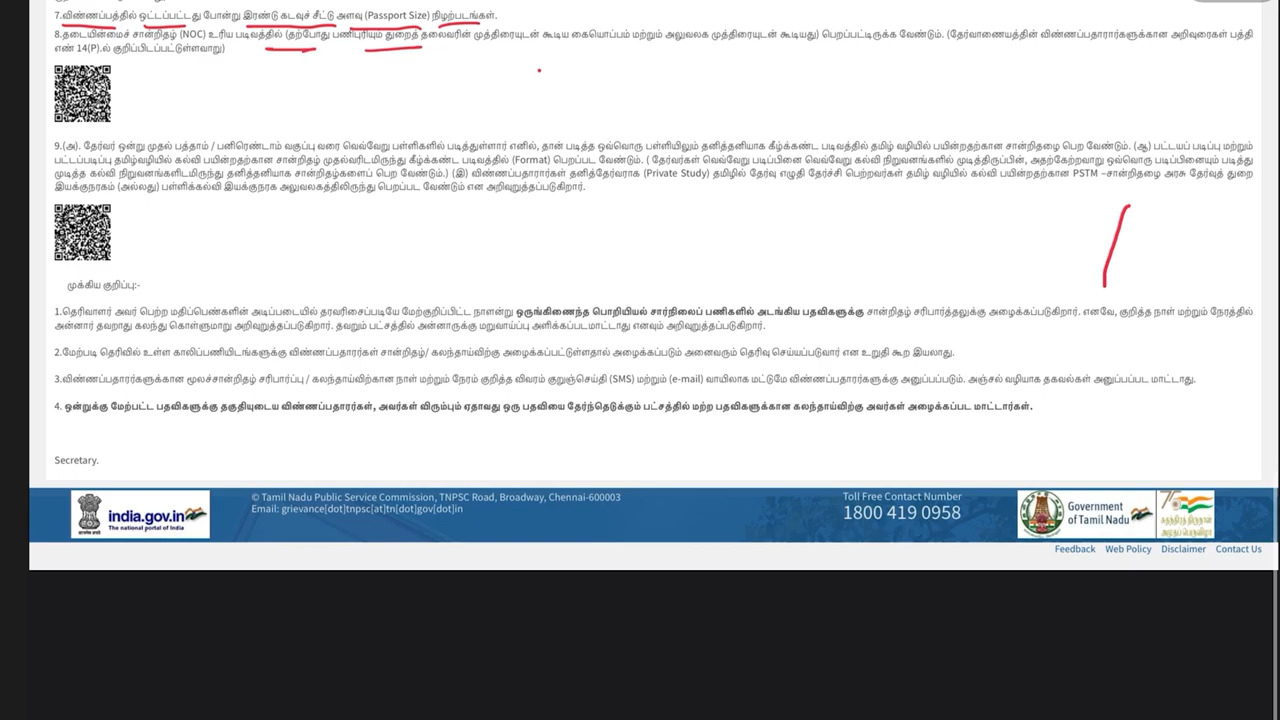 7.விண்ணப்பத்தில் ஒட்டப்பட்டது போன்று இரண்டு கடவுச் சீட்டு அளவு (Passport Size) நிழற்படங்கள்.
8.தடையின்மைச் சான்றிதழ் (NOC) உரிய படிவத்தில் (தற்போது பணிபுரியும் துறைத் தலைவரின் முத்திரையுடன் கூடிய கையொப்பம் மற்றும் அலுவலக முத்திரையுடன் கூடியது) பெறப்பட்டிருக்க வேண்டும். (தேர்வாணையத்தின் விண்ணப்பதாரர்களுக்கான அறிவுரைகள் பத்தி
எண் 14(P).ல் குறிப்பிடப்பட்டுள்ளவாறு)
9.(அ). தேர்வர் ஒன்று முதல் பத்தாம் / பனிரெண்டாம் வகுப்பு வரை வெவ்வேறு பள்ளிகளில் படித்துள்ளார் எனில், தான் படித்த ஒவ்வொரு பள்ளியிலும் தனித்தனியாக கீழ்க்கண்ட படிவத்தில் தமிழ் வழியில் பயின்றதற்கான சான்றிதழை பெற வேண்டும். (ஆ) பட்டயப் படிப்பு மற்றும்
பட்டப்படிப்பு தமிழ்வழியில் கல்வி பயின்றதற்கான சான்றிதழ் முதல்வரிடமிருந்து கீழ்க்கண்ட படிவத்தில் (Format) பெறப்பட வேண்டும். ( தேர்வர்கள் வெவ்வேறு படிப்பினை வெவ்வேறு கல்வி நிறுவனங்களில் முடித்திருப்பின், அதற்கேற்றவாறு ஒவ்வொரு படிப்பினையும் படித்து
முடித்த கல்வி நிறுவனங்களிடமிருந்து தனித்தனியாக சான்றிதழ்களைப் பெற வேண்டும்.) (இ) விண்ணப்பதாரர்கள் தனித்தேர்வராக (Private Study) தமிழில் தேர்வு எழுதி தேர்ச்சி பெற்றவர்கள் தமிழ் வழியில் கல்வி பயின்றதற்கான PSTM –சான்றிதழை அரசு தேர்வுத் துறை
இயக்குநரகம் (அல்லது) பள்ளிக்கல்வி இயக்குநரக அலுவலகத்திலிருந்து பெறப்பட வேண்டும் என அறிவுறுத்தப்படுகிறார்.
முக்கிய குறிப்பு:-
1.தெரிவாளர் அவர் பெற்ற மதிப்பெண்களின் அடிப்படையில் தரவரிசைப்படியே மேற்குறிப்பிட்ட நாளன்று ஒருங்கிணைந்த பொறியியல் சார்நிலைப் பணிகளில் அடங்கிய பதவிகளுக்கு சான்றிதழ் சரிபார்த்தலுக்கு அழைக்கப்படுகிறார். எனவே, குறித்த நாள் மற்றும் நேரத்தில்
அன்னார் தவறாது கலந்து கொள்ளுமாறு அறிவுறுத்தப்படுகிறார். தவறும் பட்சத்தில் அன்னாருக்கு மறுவாய்ப்பு அளிக்கப்படமாட்டாது எனவும் அறிவுறுத்தப்படுகிறார்.
2.மேற்படி தெரிவில் உள்ள காலிப்பணியிடங்களுக்கு விண்ணப்பதாரர்கள் சான்றிதழ்/ கலந்தாய்விற்கு அழைக்கப்பட்டுள்ளதால் அழைக்கப்படும் அனைவரும் தெரிவு செய்யப்படுவார் என உறுதி கூற இயலாது.
3.விண்ணப்பதாரர்களுக்கான மூலச்சான்றிதழ் சரிபார்ப்பு / கலந்தாய்விற்கான நாள் மற்றும் நேரம் குறித்த விவரம் குறுஞ்செய்தி (SMS) மற்றும் (e-mail) வாயிலாக மட்டுமே விண்ணப்பதாரர்களுக்கு அனுப்பப்படும். அஞ்சல் வழியாக தகவல்கள் அனுப்பப்பட மாட்டாது.
4. ஒன்றுக்கு மேற்பட்ட பதவிகளுக்கு தகுதியுடைய விண்ணப்பதாரர்கள், அவர்கள் விரும்பும் ஏதாவது ஒரு பதவியை தேர்ந்தெடுக்கும் பட்சத்தில் மற்ற பதவிகளுக்கான கலந்தாய்விற்கு அவர்கள் அழைக்கப்பட மாட்டார்கள்.
Secretary.
india.gov.in
The national portal of India
© Tamil Nadu Public Service Commission, TNPSC Road, Broadway, Chennai-600003
Email: grievance[dot]tnpsc[at]tn[dot]gov[dot]in
Toll Free Contact Number
1800 419 0958
Government
of Tamil Nadu
Feedback Web Policy Disclaimer Contact Us